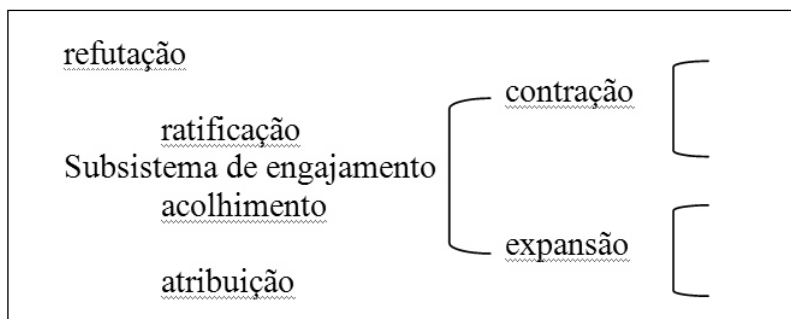 refutação
contração
ratificação
Subsistema de engajamento
acolhimento
expansão
atribuição